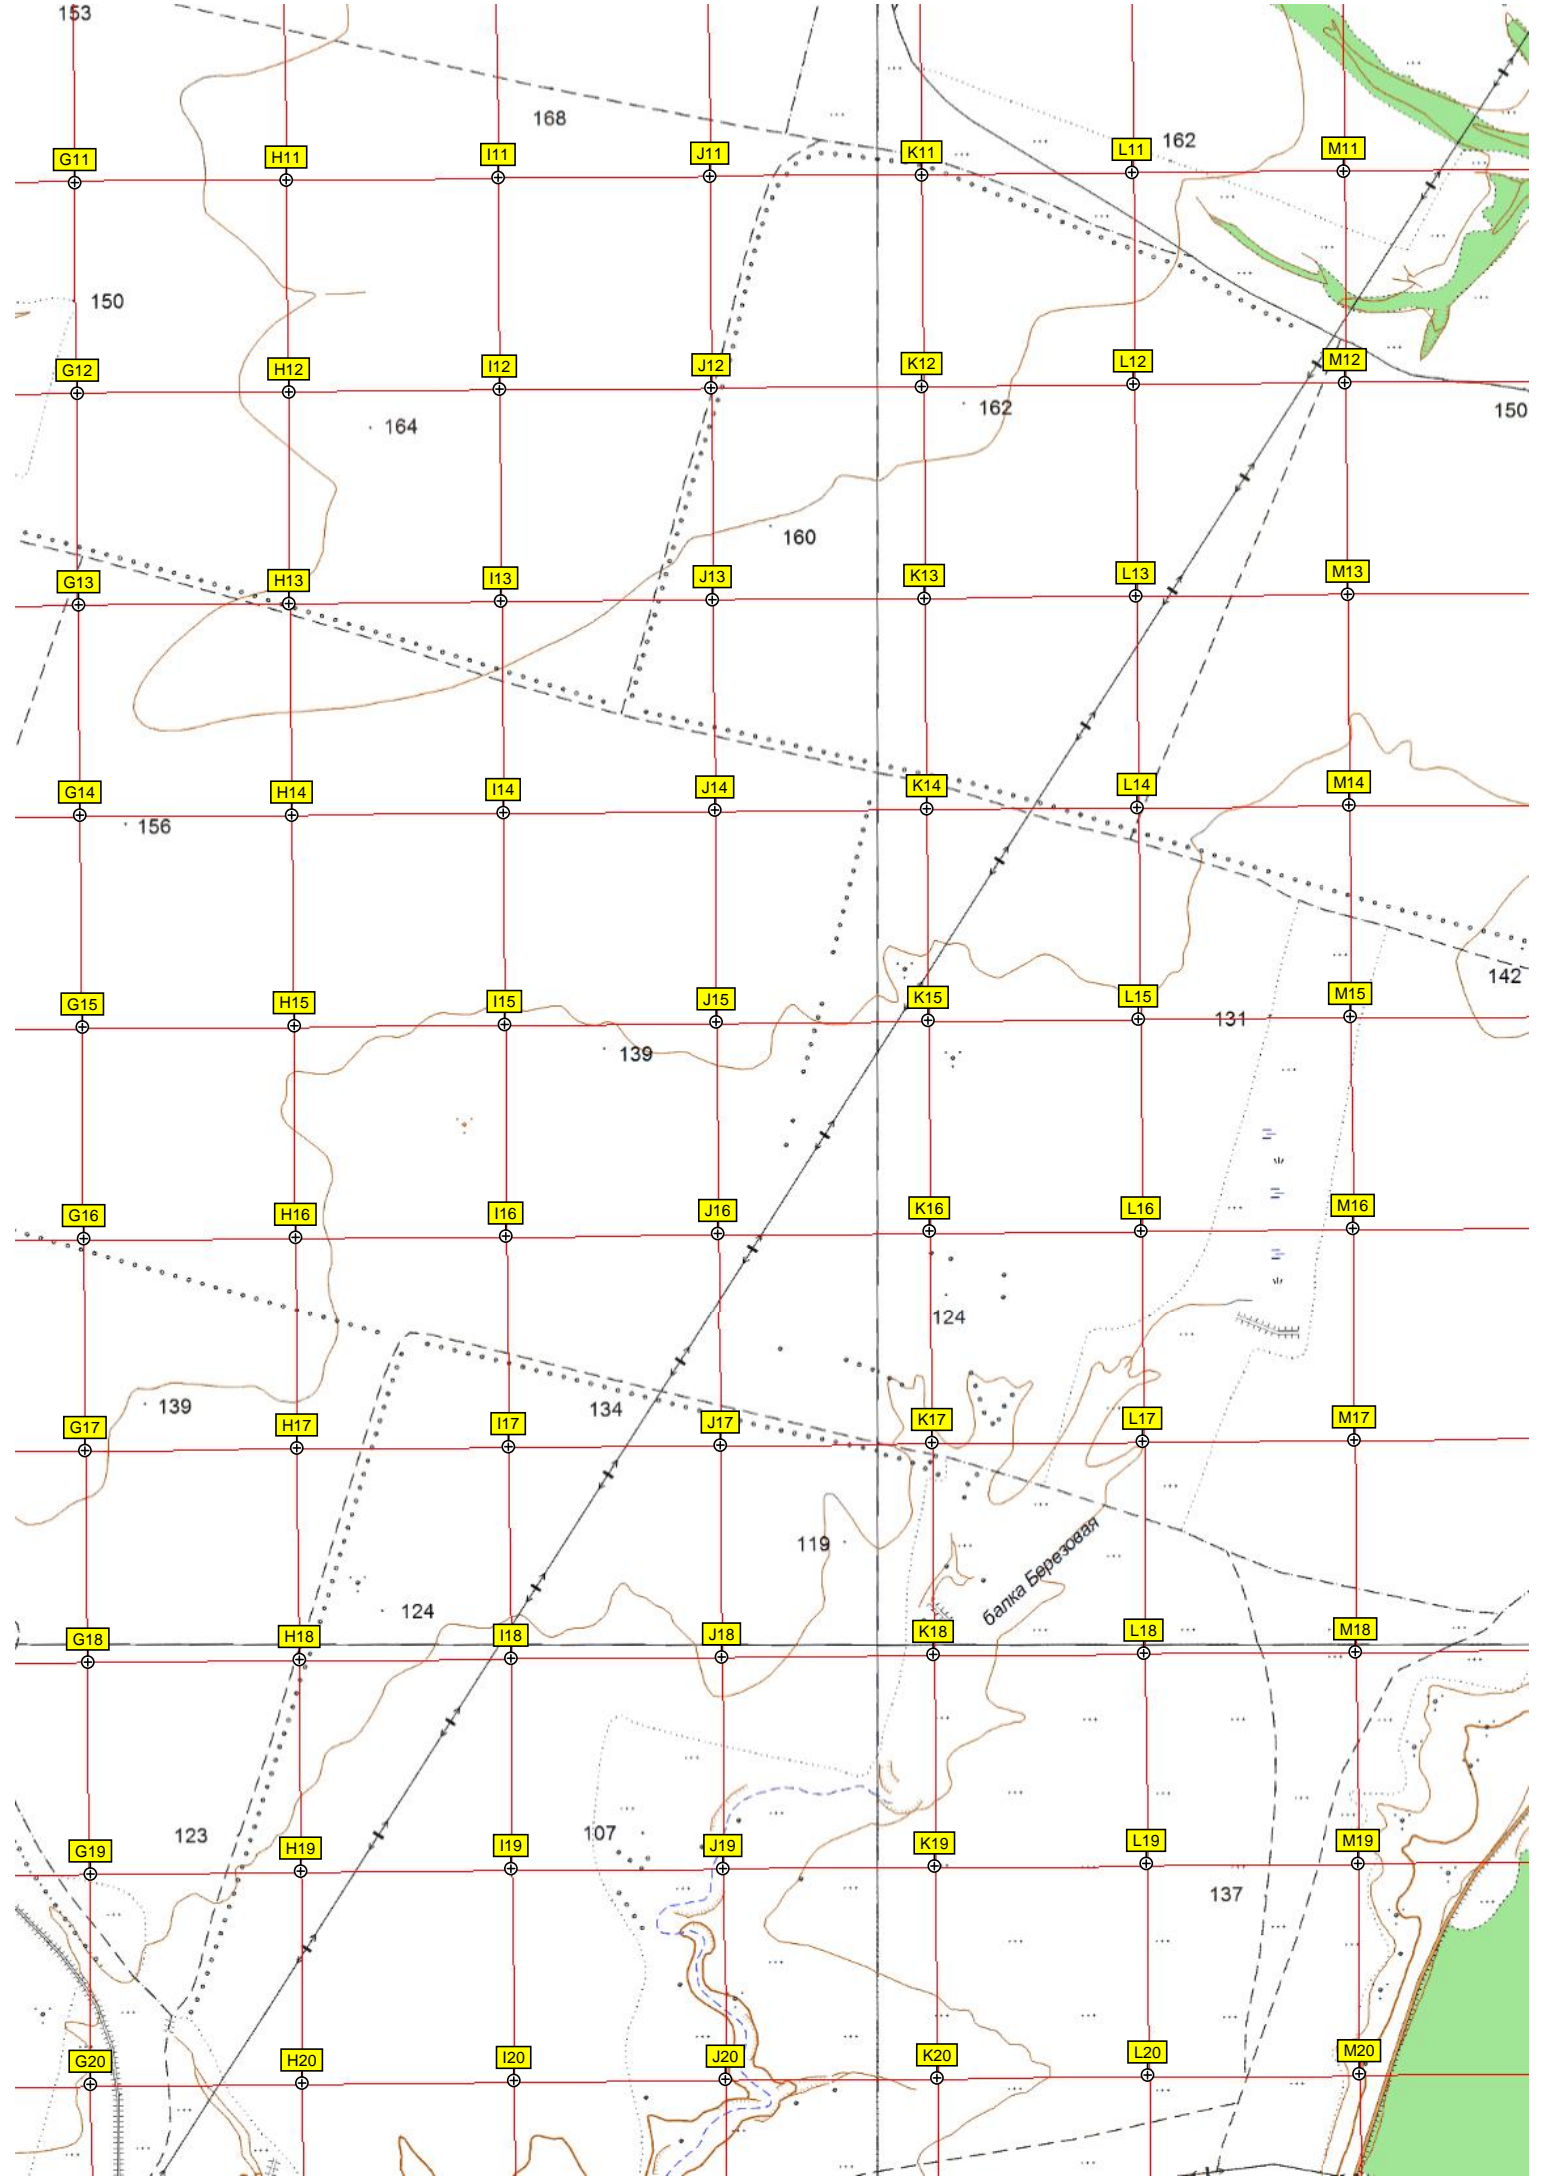 153
168
162
G11 H11 I11 J11 K11 L11 M11
150
G12 H12 I12 J12 K12 L12 M12
164
162
150
160
G13 H13 I13 J13 K13 L13 M13
G14 H14 I14 J14 K14 L14 M14
156
142
G15 H15 I15 J15 K15 L15 M15
131
139
G16 H16 I16 J16 K16 L16 M16
124
139
134
G17 H17 I17 J17 K17 L17 M17
119
балка Березовая
124
G18 H18 I18 J18 K18 L18 M18
123
107
G19 H19 I19 J19 K19 L19 M19
137
G20 H20 I20 J20 K20 L20 M20